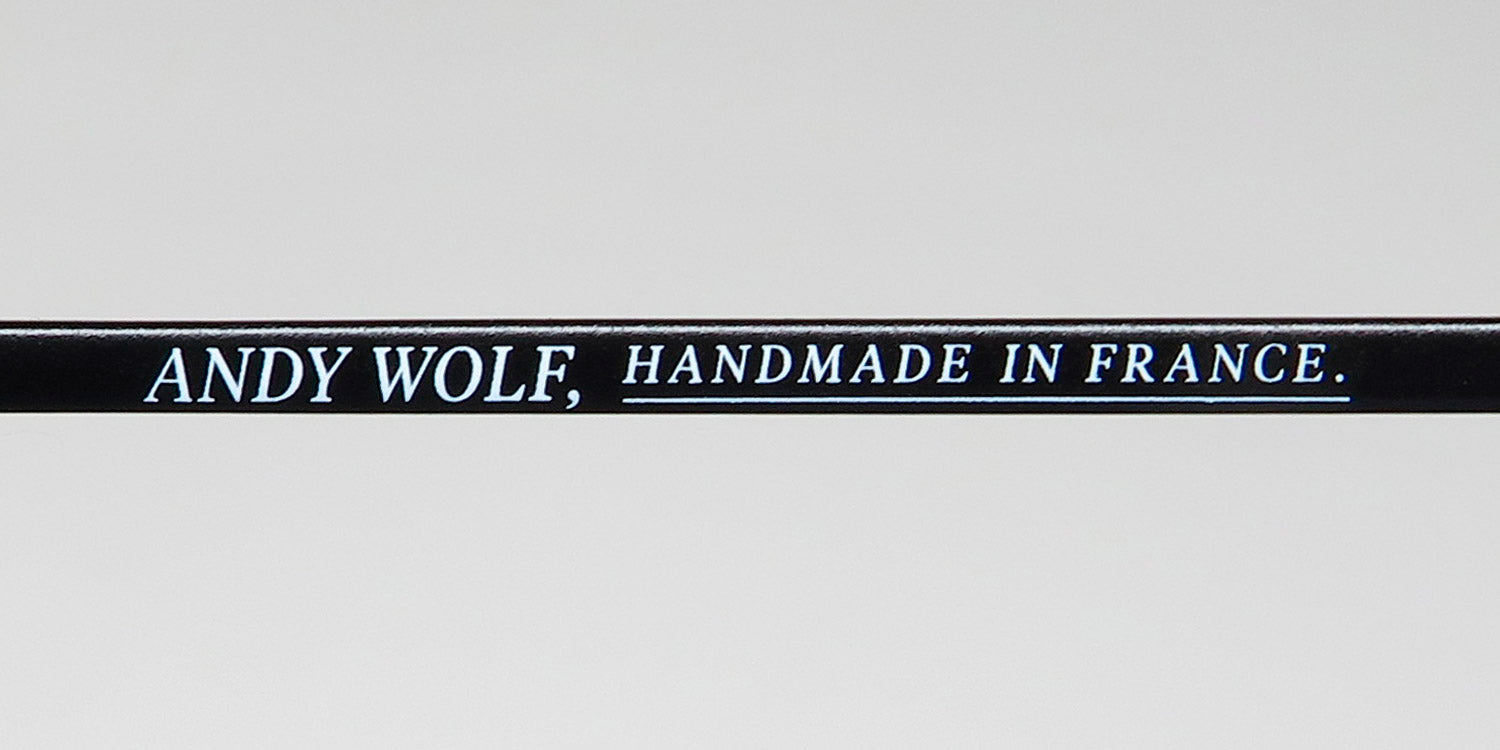 ANDY WOLF, HANDMADE IN FRANCE.